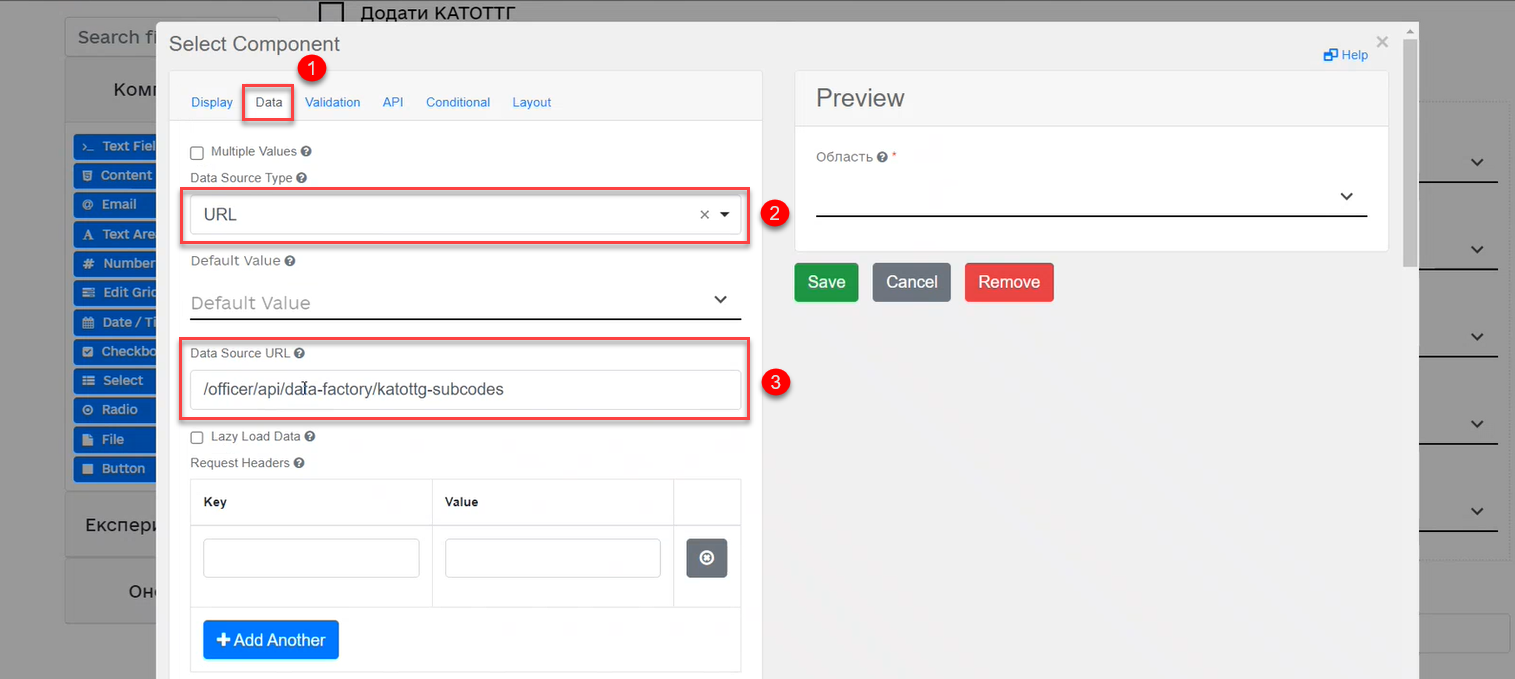 Додати КАТОТТГ
Search fi
Select Component
Help
1
Комп
Display Data Validation API Conditional Layout
Preview
Text Fiel
Content
Email
Text Are
Number
Edit Gric
Date / Ti
Checkbo
Select
Radio
File
Button
Експери
Оне
Multiple Values
Data Source Type
URL
2
Default Value
Default Value
Data Source URL
/officer/api/data-factory/katottg-subcodes
3
Lazy Load Data
Request Headers
Key Value
Add Another
Область *
Save Cancel Remove